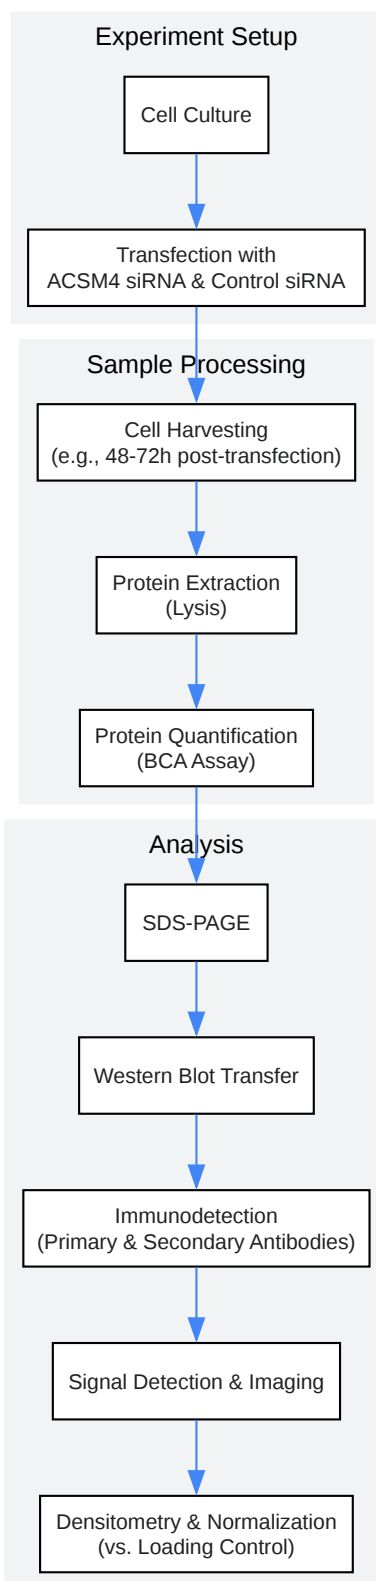 Experiment Setup
Cell Culture
Transfection with
ACSM4 siRNA & Control siRNA
Sample Processing
Cell Harvesting
(e.g., 48-72h post-transfection)
Protein Extraction
(Lysis)
Protein Quantification
(BCA Assay)
Analysis
SDS-PAGE
Western Blot Transfer
Immunodetection
(Primary & Secondary Antibodies)
Signal Detection & Imaging
Densitometry & Normalization
(vs. Loading Control)